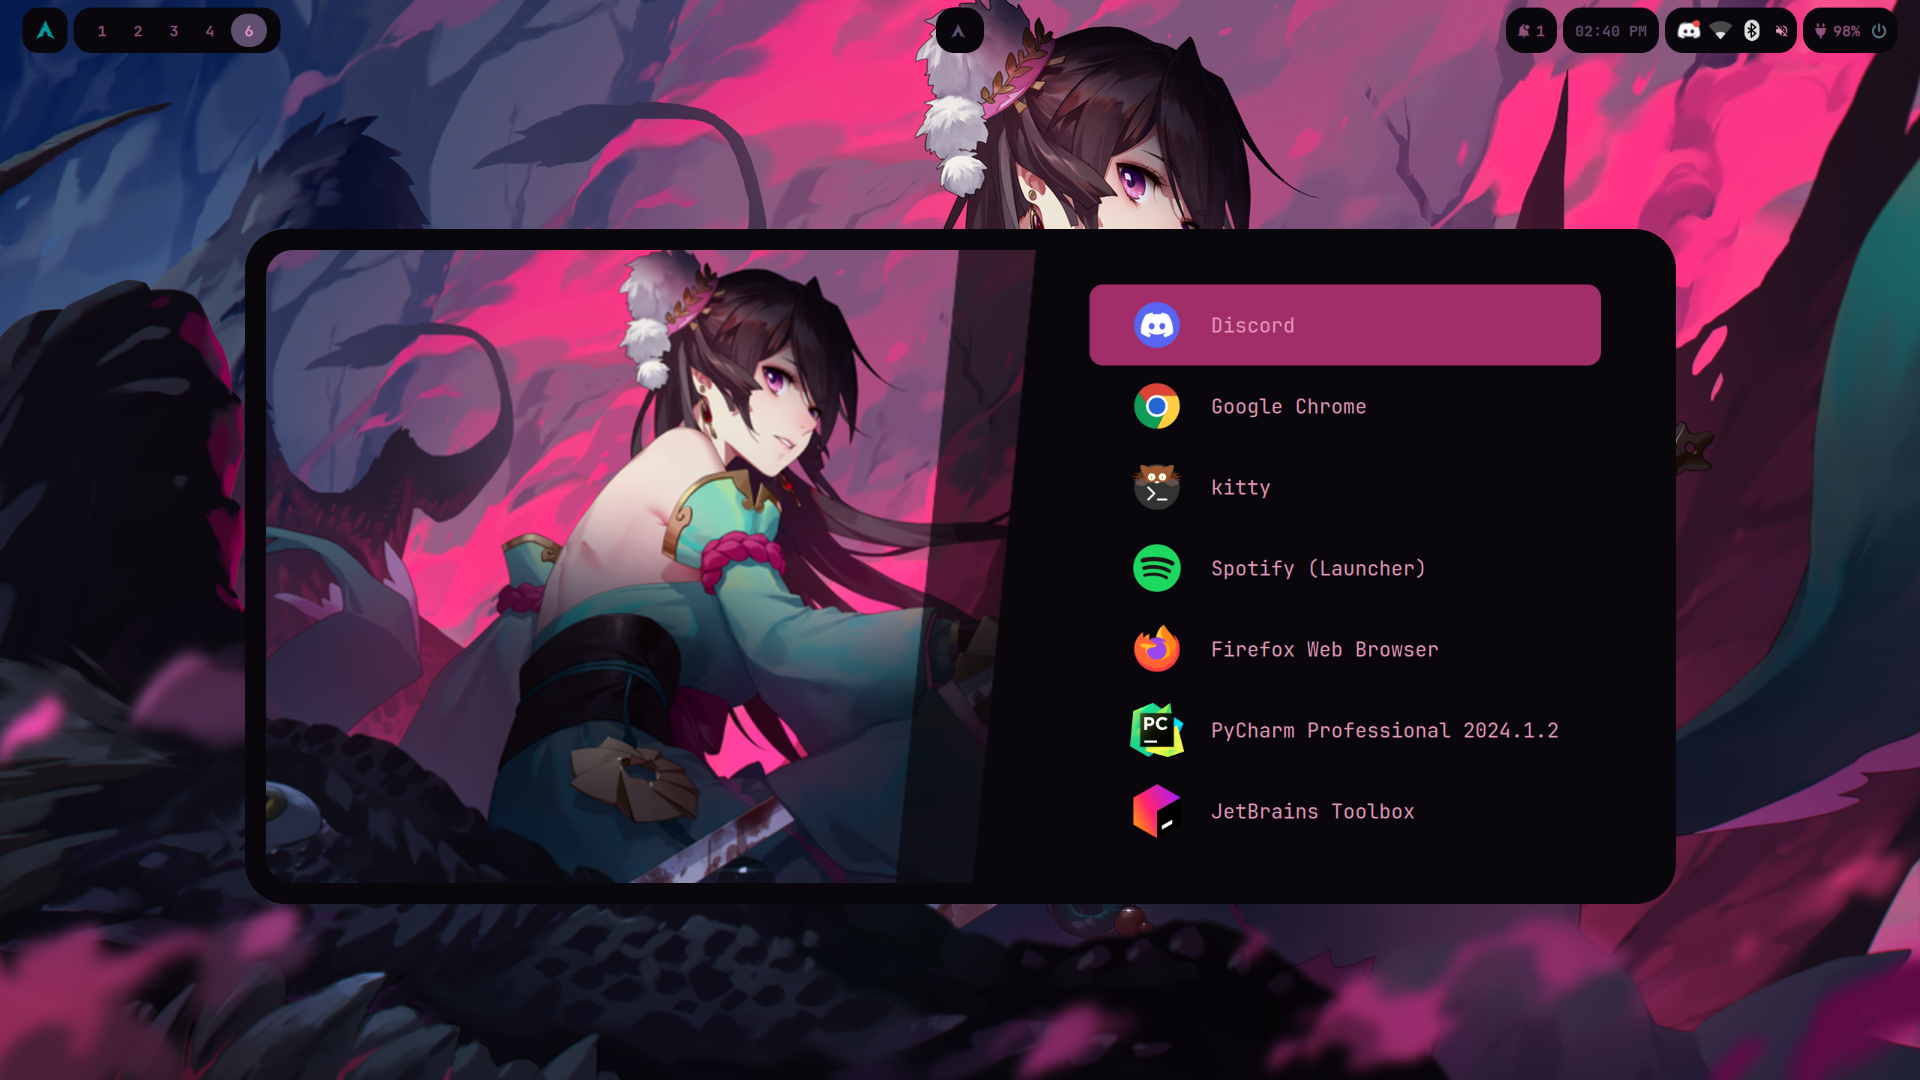 1 2 3 4 6
1
02:40 PM
98%
Discord
Google Chrome
kitty
Spotify (Launcher)
Firefox Web Browser
PC
PyCharm Professional 2024.1.2
JetBrains Toolbox